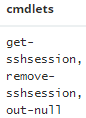 cmdlets
get-
sshsession,
remove-
sshsession,
out-null